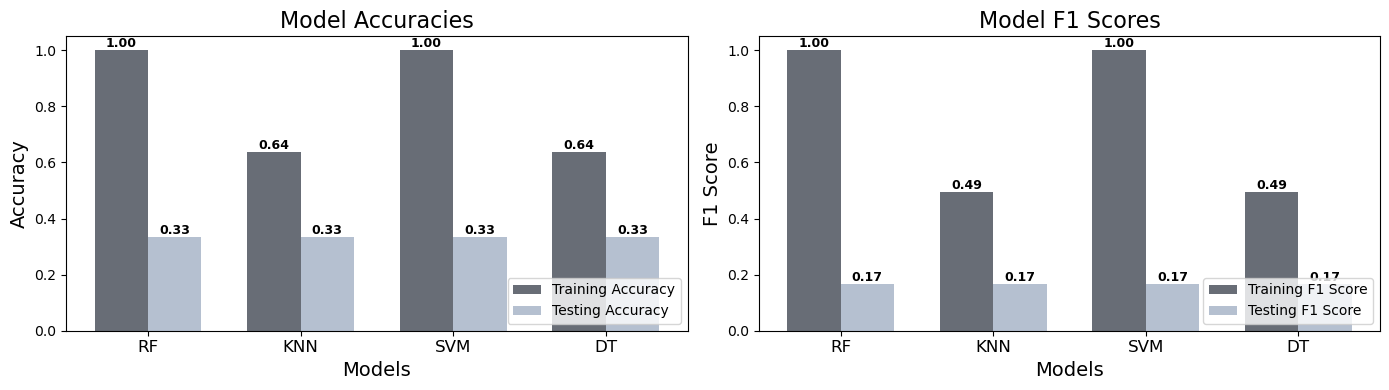 Model Accuracies
Accuracy
1.0
0.8
0.6
0.4
0.2
0.0
1.00
0.33
0.64
0.33
1.00
0.33
0.64
0.33
Training Accuracy
Testing Accuracy
RF KNN SVM DT
Models
Model F1 Scores
F1 Score
1.0
0.8
0.6
0.4
0.2
0.0
1.00
0.17
0.49
0.17
1.00
0.17
0.49
0.17
Training F1 Score
Testing F1 Score
RF KNN SVM DT
Models